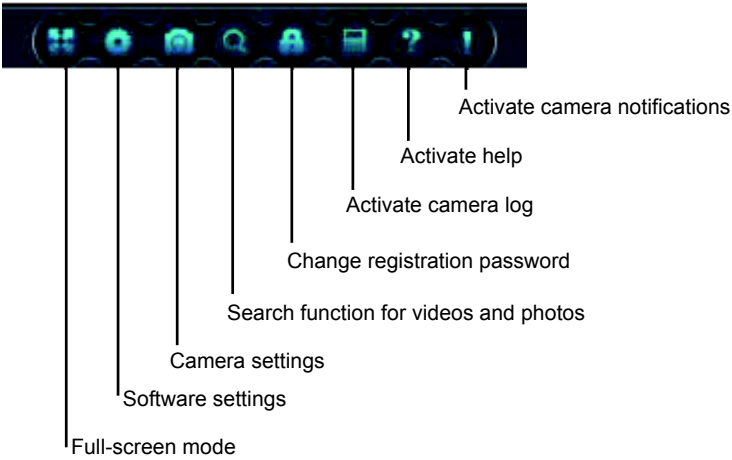 ? !
Activate camera notifications
Activate help
Activate camera log
Change registration password
Search function for videos and photos
Camera settings
Software settings
Full-screen mode